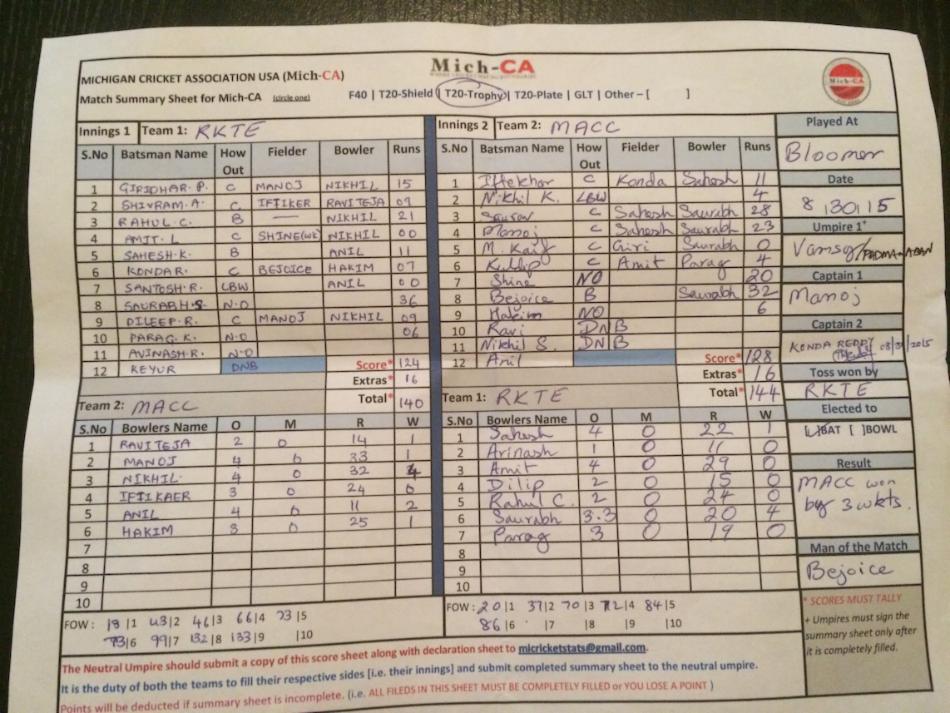 Mich-CA
MICHIGAN CRICKET ASSOCIATION USA (Mich-CA)
Match Summary Sheet for Mich-CA (circle one) F40 | T20-Shield | T20-Trophy | T20-Plate | GLT | Other – [ ]
Mich-CA
Innings 1 Team 1: RKTE
S.No Batsman Name How Out Fielder Bowler Runs
1 GIRIDHAR.P. C MANOJ NIKHIL 15
2 SHIVRAM.A. C IFTIKER RAVITEJA
3 RAHUL.C. B — NIKHIL 21
4 AMIT.L C SHINE(WK) NIKHIL 00
5 SAHESH.K. B ANIL 11
6 KONDAR. C BEJOICE HAKIM 07
7 SANTOSH.R. LBW ANIL 00
8 SAURABH.S. N.O 36
9 DILEEP.R. C MANOJ NIKHIL 09
10 PARAG.K. N.O 06
11 AVINASH.R. N.O
12 KEYUR DNB Score* 124
Extras* 16
Total* 140
Team 2: MACC
S.No Bowlers Name O M R W
1 RAVITEJA 2 0 14 1
2 MANOJ 4 0 33 1
3 NIKHIL. 4 0 32 4
4 IFTIKAER 3 0 24 0
5 ANIL 4 0 11 2
6 HAKIM 3 0 25 1
7
8
9
10
FOW : 13 |1 43|2 46|3 66|4 73|5
73|6 99|7 132|8 133|9 |10
Innings 2 Team 2: MACC
S.No Batsman Name How Out Fielder Bowler Runs
1 Iftekhar C Konda Sahesh 11
2 Nikhil K. LBW 4
3 Saurav C Sahesh Saurabh 28
4 Manoj C Sahesh Saurabh 23
5 M. Kaif C Giri Saurabh 0
6 C Amit Parag 4
7 Shine NO 20
8 Bejoice B Saurabh 32
9 Hakim NO 6
10 Ravi DNB
11 Nikhil S. DNB
12 Anil Score* 128
Extras* 16
Total* 144
Team 1: RKTE
S.No Bowlers Name O M R W
1 Sahesh 4 0 22 1
2 Avinash 1 0 11 0
3 Amit 4 0 29 0
4 Dilip 2 0 15 0
5 Rahul C. 2 0 24 0
6 Saurabh 3.3 0 20 4
7 Parag 3 0 19 0
8
9
10
FOW : 20|1 37|2 70|3 72|4 84|5
86|6 |7 |8 |9 |10
Played At
Bloomer
Date
8/30/15
Umpire 1*
Vamsy/PADMANABAN
Captain 1
Manoj
Captain 2
KONDA REDDY 08/31/2015
Toss won by
RKTE
Elected to
[✓]BAT [ ]BOWL
Result
MACC won
by 3 wkts.
Man of the Match
Bejoice
* SCORES MUST TALLY
+ Umpires must sign the
summary sheet only after
it is completely filled.
The Neutral Umpire should submit a copy of this score sheet along with declaration sheet to micricketstats@gmail.com.
It is the duty of both the teams to fill their respective sides [i.e. their innings] and submit completed summary sheet to the neutral umpire.
Points will be deducted if summary sheet is incomplete. (i.e. ALL FILEDS IN THIS SHEET MUST BE COMPLETELY FILLED or YOU LOSE A POINT )